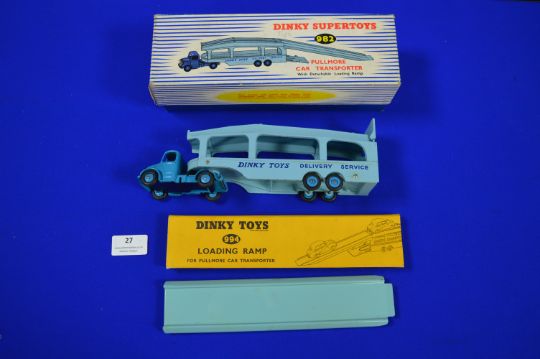 DINKY SUPERTOYS
982
PULLMORE
CAR TRANSPORTER
With Detachable Loading Ramp
DINKY TOYS DELIVERY SERVICE
27
DINKY TOYS
994
LOADING RAMP
FOR PULLMORE CAR TRANSPORTER